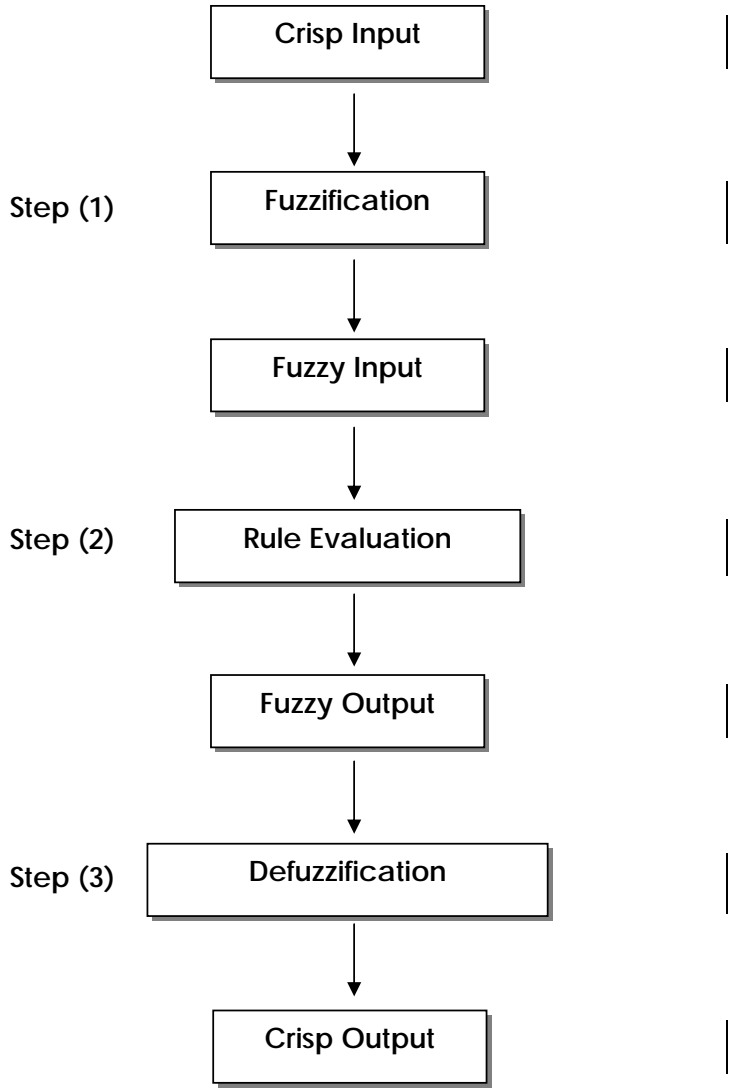 Crisp Input
Step (1)
Fuzzification
Fuzzy Input
Step (2)
Rule Evaluation
Fuzzy Output
Step (3)
Defuzzification
Crisp Output